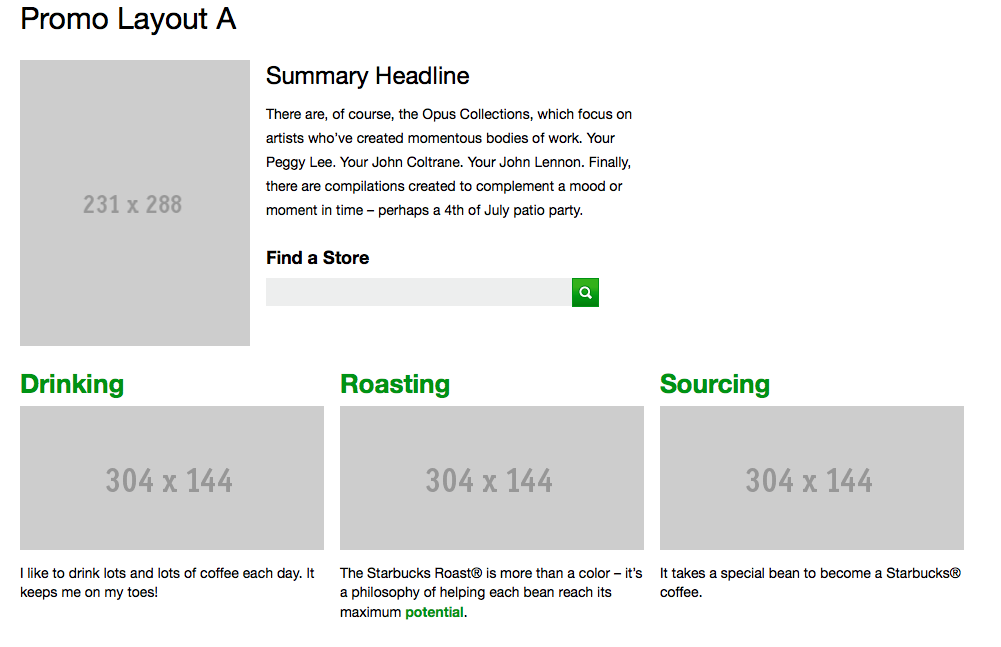 Promo Layout A
231 x 288
Summary Headline
There are, of course, the Opus Collections, which focus on
artists who've created momentous bodies of work. Your
Peggy Lee. Your John Coltrane. Your John Lennon. Finally,
there are compilations created to complement a mood or
moment in time – perhaps a 4th of July patio party.
Find a Store
Drinking
304 x 144
I like to drink lots and lots of coffee each day. It
keeps me on my toes!
Roasting
304 x 144
The Starbucks Roast® is more than a color – it's
a philosophy of helping each bean reach its
maximum potential.
Sourcing
304 x 144
It takes a special bean to become a Starbucks®
coffee.